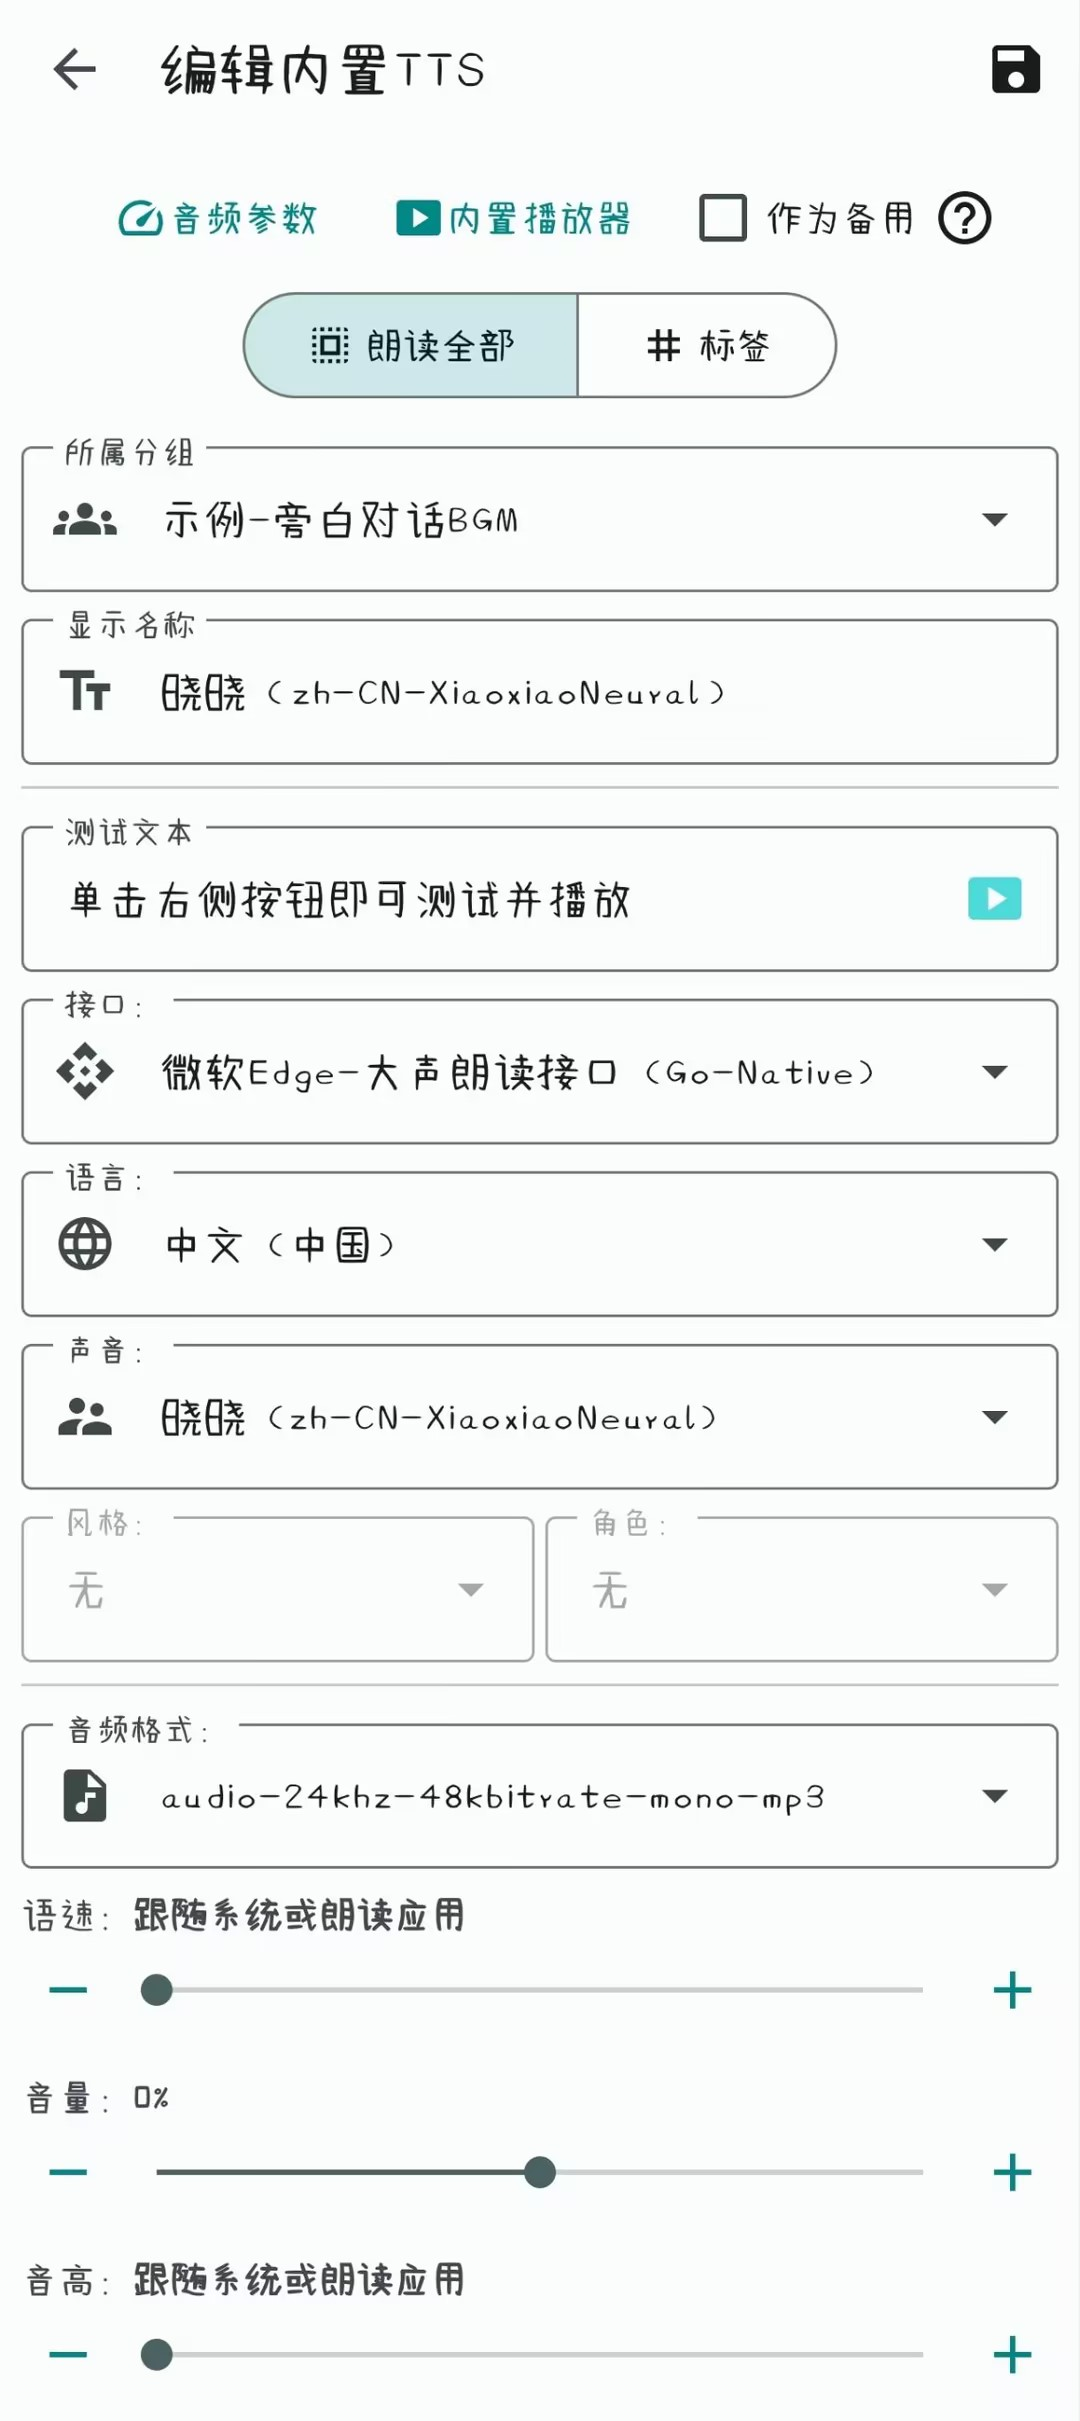 编辑内置TTS
音频参数 内置播放器 作为备用
朗读全部 标签
所属分组
示例-旁白对话BGM
显示名称
晓晓（zh-CN-XiaoxiaoNeural）
测试文本
单击右侧按钮即可测试并播放
接口:
微软Edge-大声朗读接口（Go-Native）
语言:
中文（中国）
声音:
晓晓（zh-CN-XiaoxiaoNeural）
风格: 角色:
无 无
音频格式:
audio-24khz-48kbitrate-mono-mp3
语速: 跟随系统或朗读应用
音量: 0%
音高: 跟随系统或朗读应用